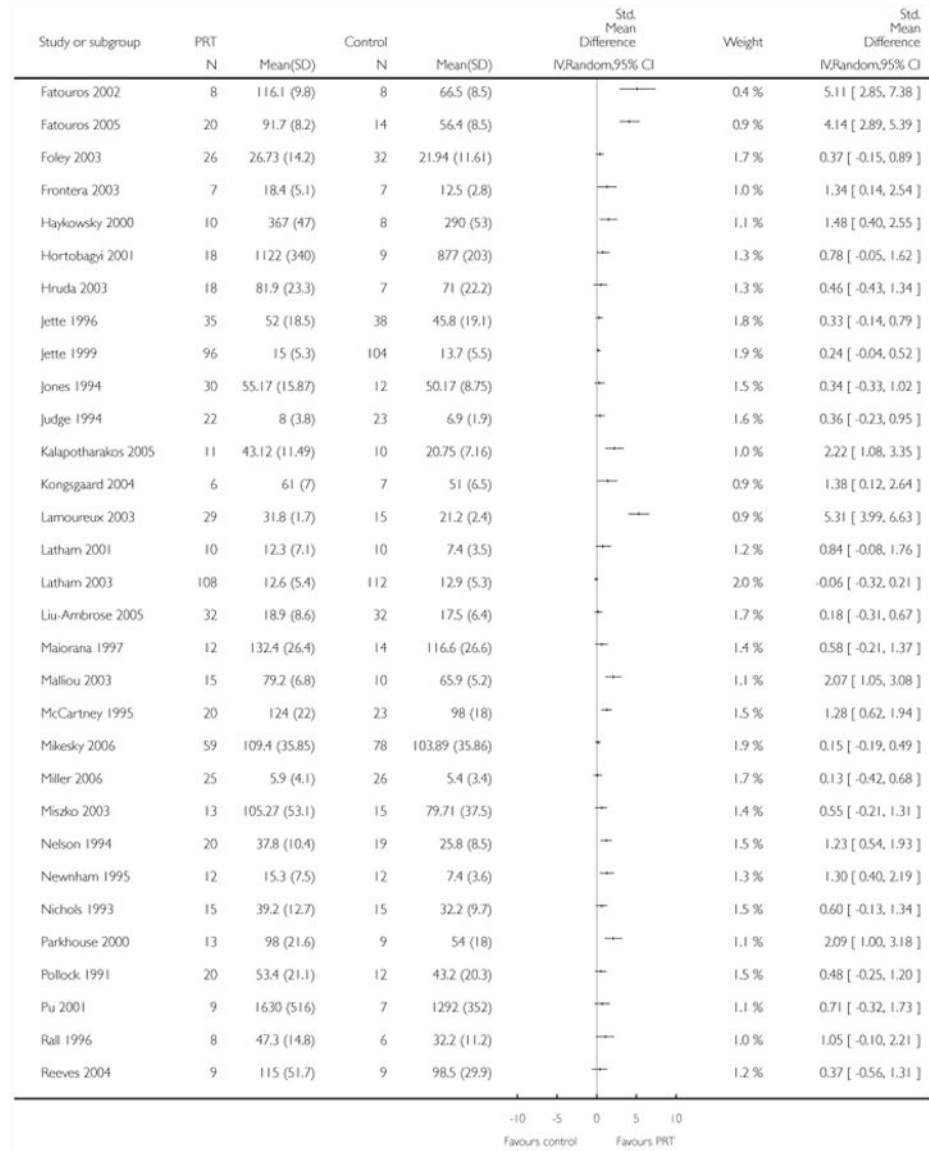 Std.
Mean
Difference
Std.
Mean
Difference
Study or subgroup PRT Control Weight
N Mean(SD) N Mean(SD) IV,Random,95% CI IV,Random,95% CI
Fatouros 2002 8 116.1 (9.8) 8 66.5 (8.5) 0.4 % 5.11 [ 2.85, 7.38 ]
Fatouros 2005 20 91.7 (8.2) 14 56.4 (8.5) 0.9 % 4.14 [ 2.89, 5.39 ]
Foley 2003 26 26.73 (14.2) 32 21.94 (11.61) 1.7 % 0.37 [ -0.15, 0.89 ]
Frontera 2003 7 18.4 (5.1) 7 12.5 (2.8) 1.0 % 1.34 [ 0.14, 2.54 ]
Haykowsky 2000 10 367 (47) 8 290 (53) 1.1 % 1.48 [ 0.40, 2.55 ]
Hortobagyi 2001 18 1122 (340) 9 877 (203) 1.3 % 0.78 [ -0.05, 1.62 ]
Hruda 2003 18 81.9 (23.3) 7 71 (22.2) 1.3 % 0.46 [ -0.43, 1.34 ]
Jette 1996 35 52 (18.5) 38 45.8 (19.1) 1.8 % 0.33 [ -0.14, 0.79 ]
Jette 1999 96 15 (5.3) 104 13.7 (5.5) 1.9 % 0.24 [ -0.04, 0.52 ]
Jones 1994 30 55.17 (15.87) 12 50.17 (8.75) 1.5 % 0.34 [ -0.33, 1.02 ]
Judge 1994 22 8 (3.8) 23 6.9 (1.9) 1.6 % 0.36 [ -0.23, 0.95 ]
Kalapotharakos 2005 11 43.12 (11.49) 10 20.75 (7.16) 1.0 % 2.22 [ 1.08, 3.35 ]
Kongsgaard 2004 6 61 (7) 7 51 (6.5) 0.9 % 1.38 [ 0.12, 2.64 ]
Lamoureux 2003 29 31.8 (1.7) 15 21.2 (2.4) 0.9 % 5.31 [ 3.99, 6.63 ]
Latham 2001 10 12.3 (7.1) 10 7.4 (3.5) 1.2 % 0.84 [ -0.08, 1.76 ]
Latham 2003 108 12.6 (5.4) 112 12.9 (5.3) 2.0 % -0.06 [ -0.32, 0.21 ]
Liu-Ambrose 2005 32 18.9 (8.6) 32 17.5 (6.4) 1.7 % 0.18 [ -0.31, 0.67 ]
Maiorana 1997 12 132.4 (26.4) 14 116.6 (26.6) 1.4 % 0.58 [ -0.21, 1.37 ]
Malliou 2003 15 79.2 (6.8) 10 65.9 (5.2) 1.1 % 2.07 [ 1.05, 3.08 ]
McCartney 1995 20 124 (22) 23 98 (18) 1.5 % 1.28 [ 0.62, 1.94 ]
Mikesky 2006 59 109.4 (35.85) 78 103.89 (35.86) 1.9 % 0.15 [ -0.19, 0.49 ]
Miller 2006 25 5.9 (4.1) 26 5.4 (3.4) 1.7 % 0.13 [ -0.42, 0.68 ]
Miszko 2003 13 105.27 (53.1) 15 79.71 (37.5) 1.4 % 0.55 [ -0.21, 1.31 ]
Nelson 1994 20 37.8 (10.4) 19 25.8 (8.5) 1.5 % 1.23 [ 0.54, 1.93 ]
Newnham 1995 12 15.3 (7.5) 12 7.4 (3.6) 1.3 % 1.30 [ 0.40, 2.19 ]
Nichols 1993 15 39.2 (12.7) 15 32.2 (9.7) 1.5 % 0.60 [ -0.13, 1.34 ]
Parkhouse 2000 13 98 (21.6) 9 54 (18) 1.1 % 2.09 [ 1.00, 3.18 ]
Pollock 1991 20 53.4 (21.1) 12 43.2 (20.3) 1.5 % 0.48 [ -0.25, 1.20 ]
Pu 2001 9 1630 (516) 7 1292 (352) 1.1 % 0.71 [ -0.32, 1.73 ]
Rall 1996 8 47.3 (14.8) 6 32.2 (11.2) 1.0 % 1.05 [ -0.10, 2.21 ]
Reeves 2004 9 115 (51.7) 9 98.5 (29.9) 1.2 % 0.37 [ -0.56, 1.31 ]
-10 -5 0 5 10
Favours control Favours PRT